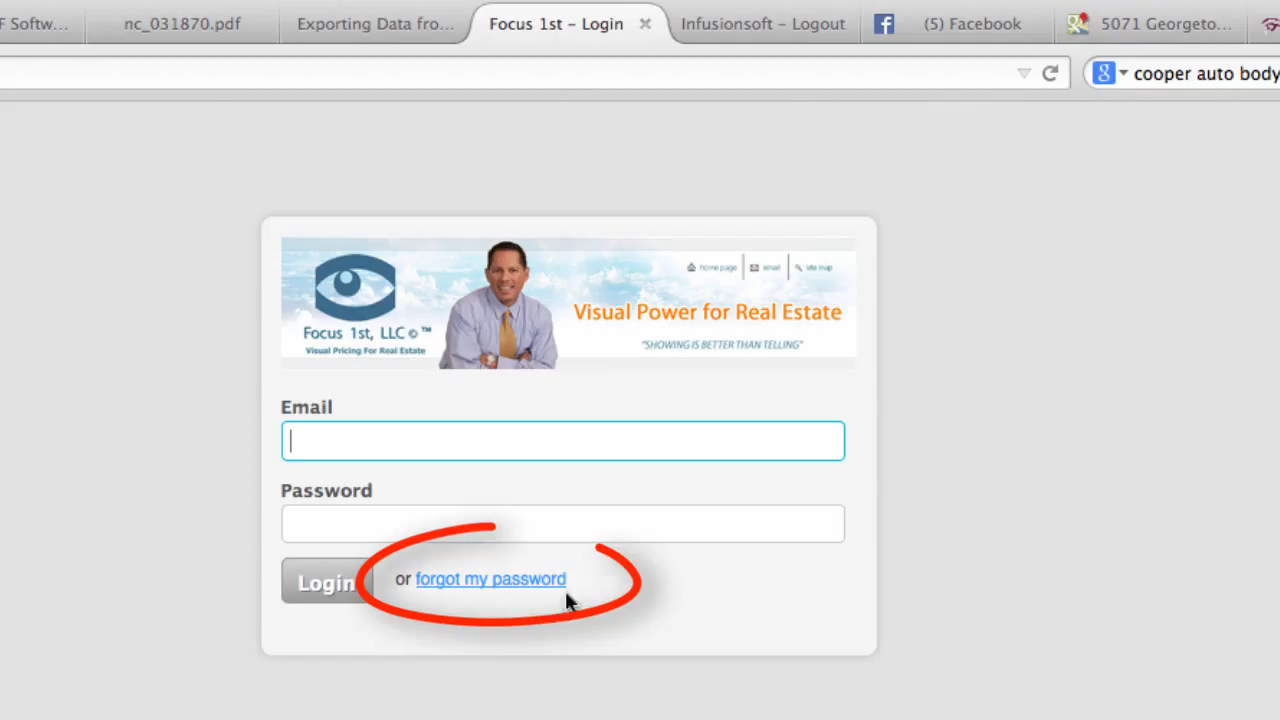 F Softw...
nc_031870.pdf
Exporting Data fro...
Focus 1st – Login
Infusionsoft – Logout
(5) Facebook
5071 Georgeto...
cooper auto body
home page
email
site map
Visual Power for Real Estate
Focus 1st, LLC © ™
Visual Pricing For Real Estate
"SHOWING IS BETTER THAN TELLING"
Email
Password
Login
or forgot my password